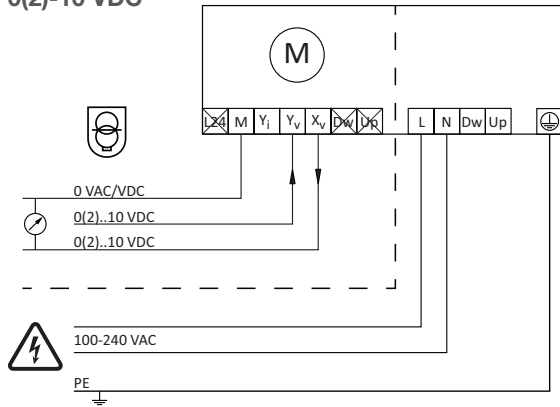 0(2)-10 VDC
M
L24 M Yi Yv Xv Dw Up L N Dw Up
0 VAC/VDC
0(2)..10 VDC
0(2)..10 VDC
100-240 VAC
PE